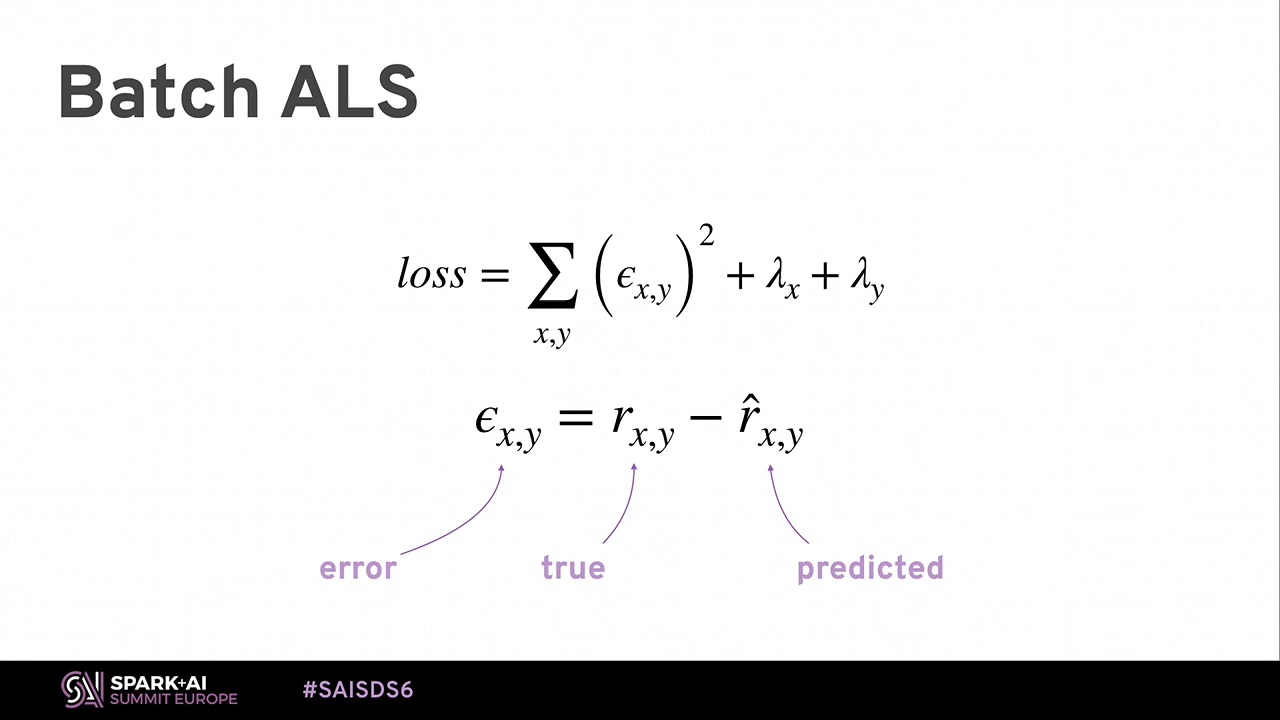 Batch ALS
loss = ∑ (ϵ_{x,y})² + λ_x + λ_y
x,y
ϵ_{x,y} = r_{x,y} − r̂_{x,y}
error true predicted
SPARK+AI
SUMMIT EUROPE
#SAISDS6